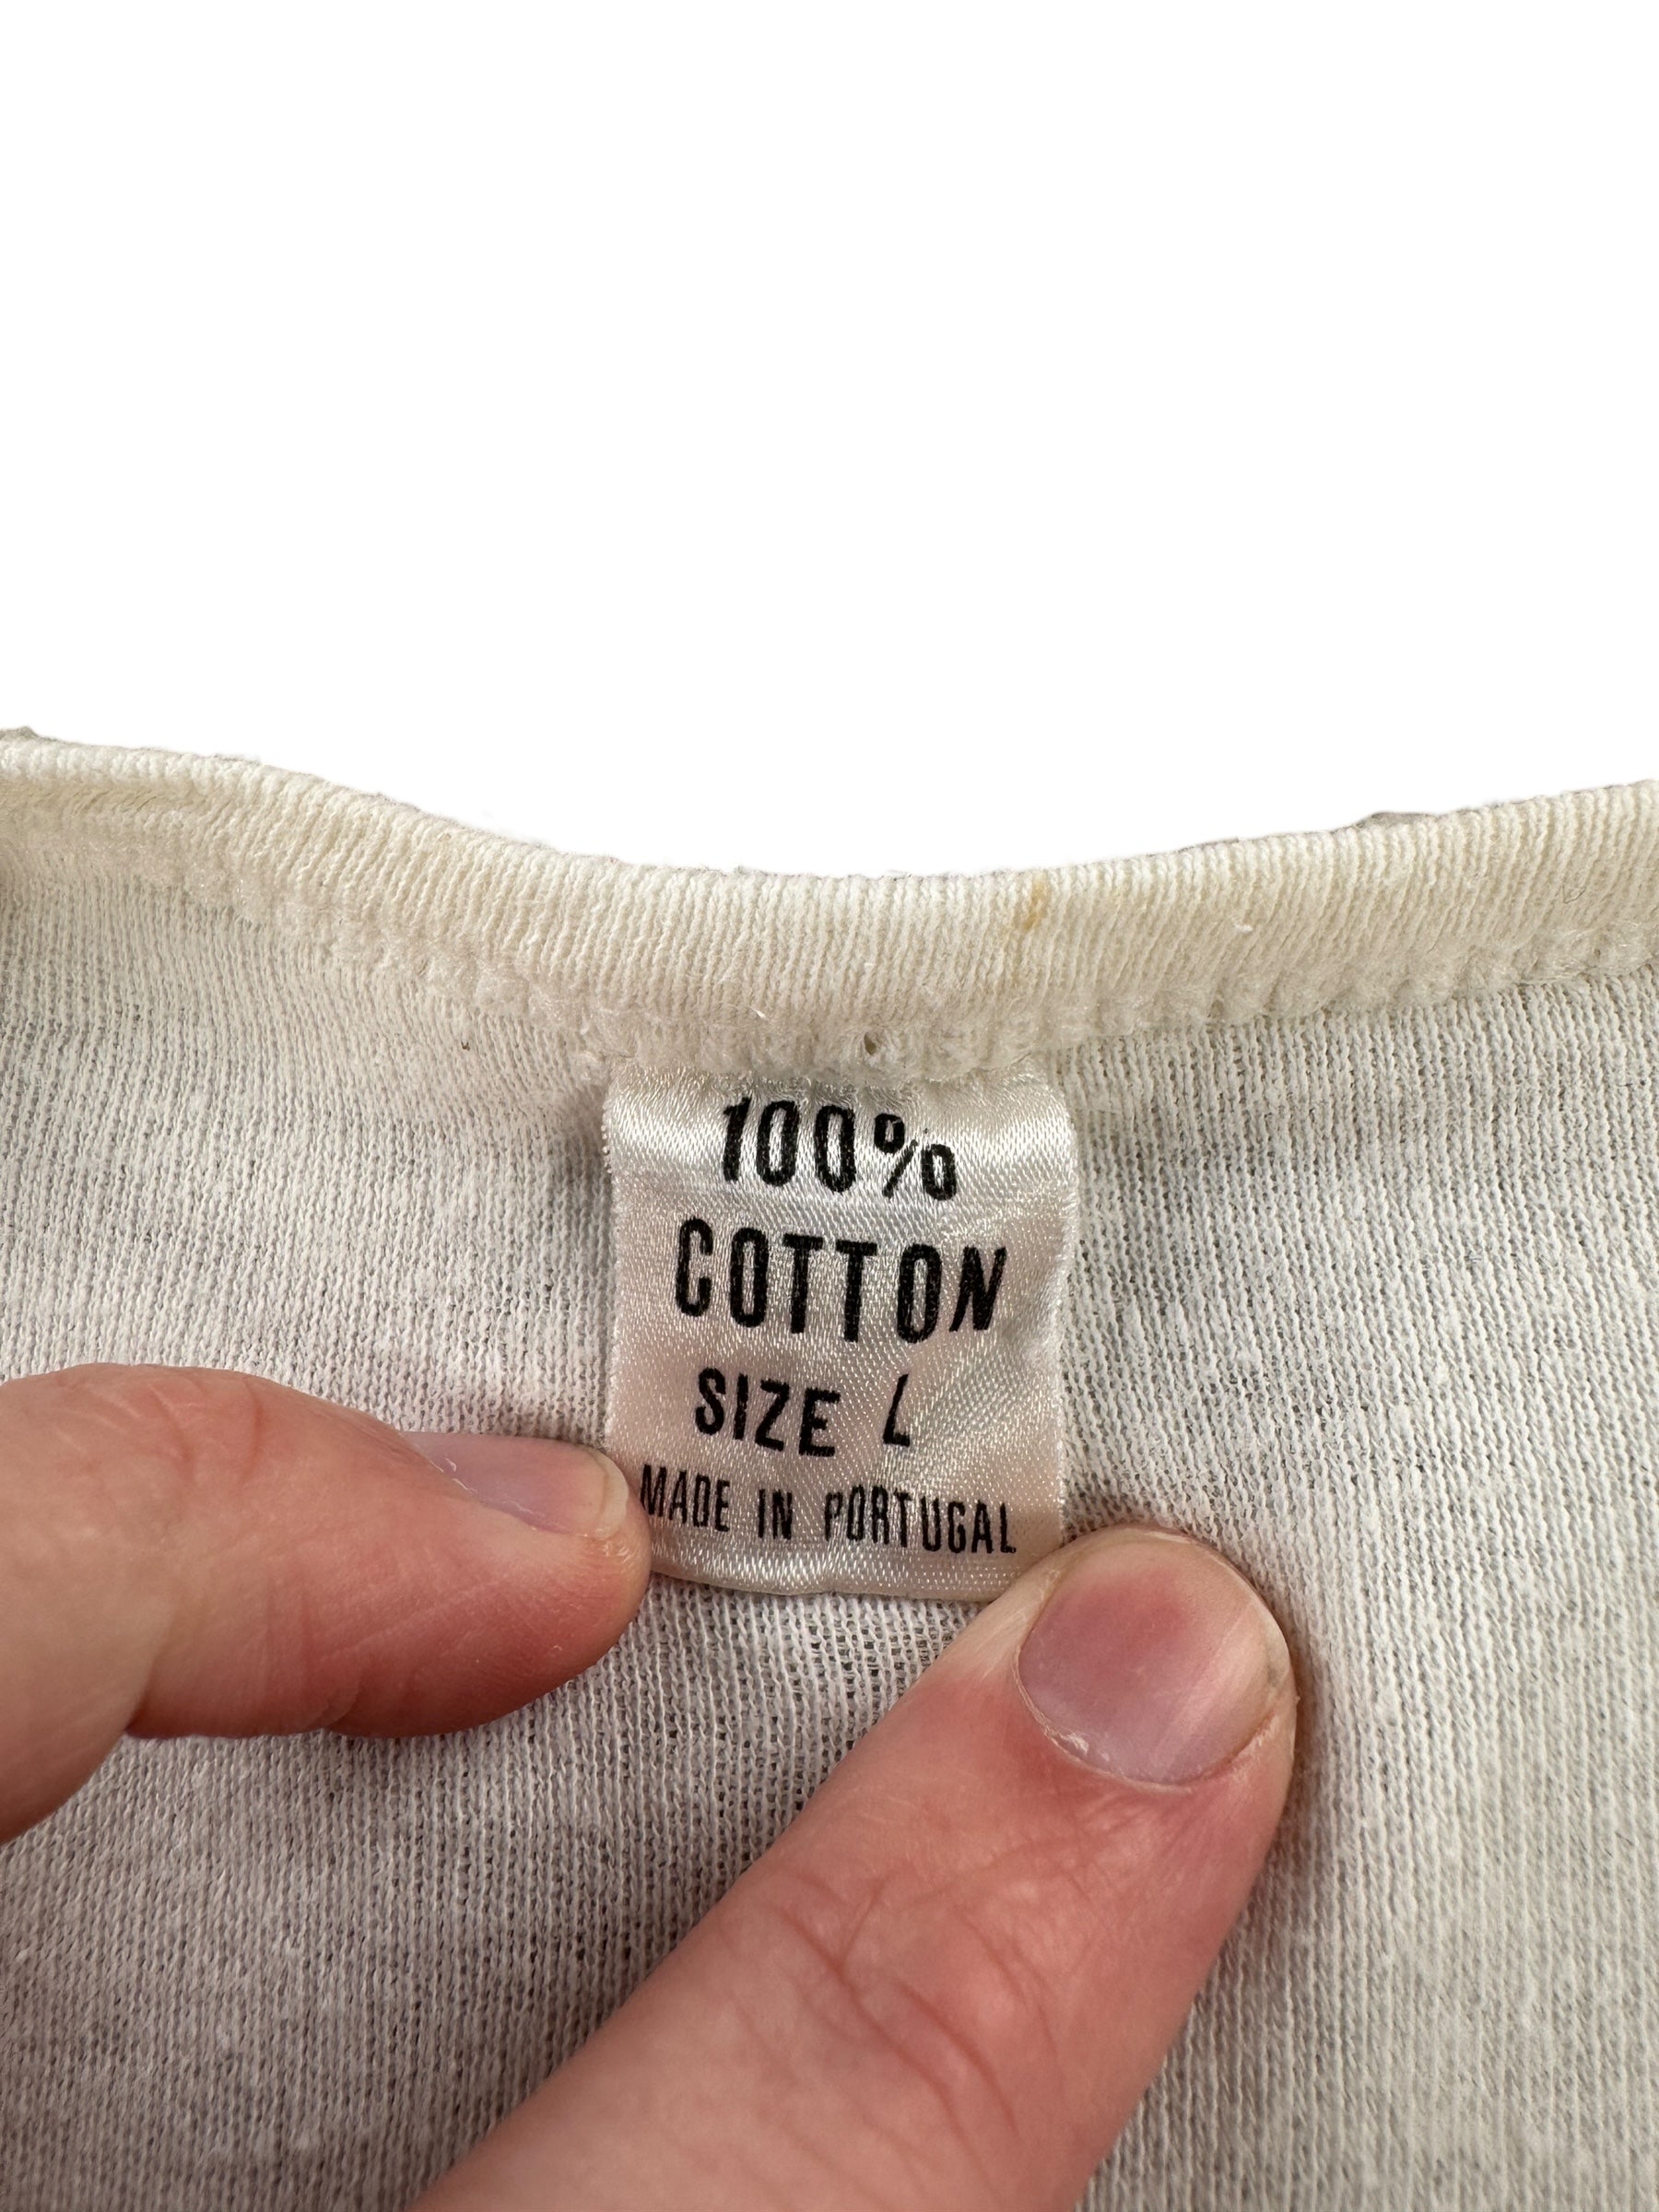 100%
COTTON
SIZE L
MADE IN PORTUGAL